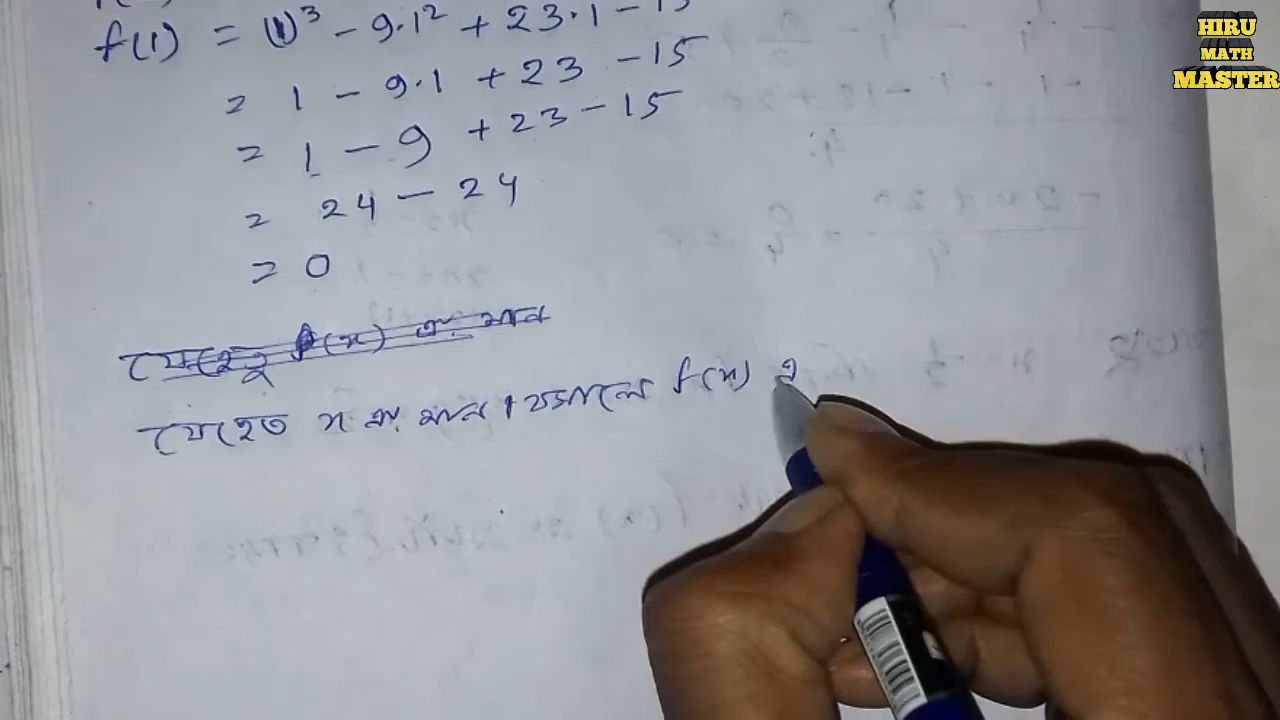 f(1) = (1)³ - 9·1² + 23·1 - 15
= 1 - 9·1 + 23 - 15
= 1 - 9 + 23 - 15
= 24 - 24
= 0
যেহেতু f(x) এর মান
যেহেত x এর মান 1 বসালে f(x) এ
HIRU
MATH
MASTER